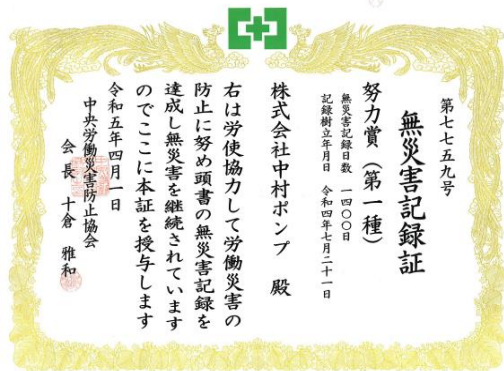 第七七五九号
無災害記録証
努力賞（第一種）
無災害記録日数　一四〇〇日
記録樹立年月日　令和四年七月二十一日
株式会社中村ポンプ　殿
右は労使協力して労働災害の
防止に努め頭書の無災害記録を
達成し無災害を継続されています
のでここに本証を授与します
令和五年四月一日
中央労働災害防止協会
会長　十倉　雅和